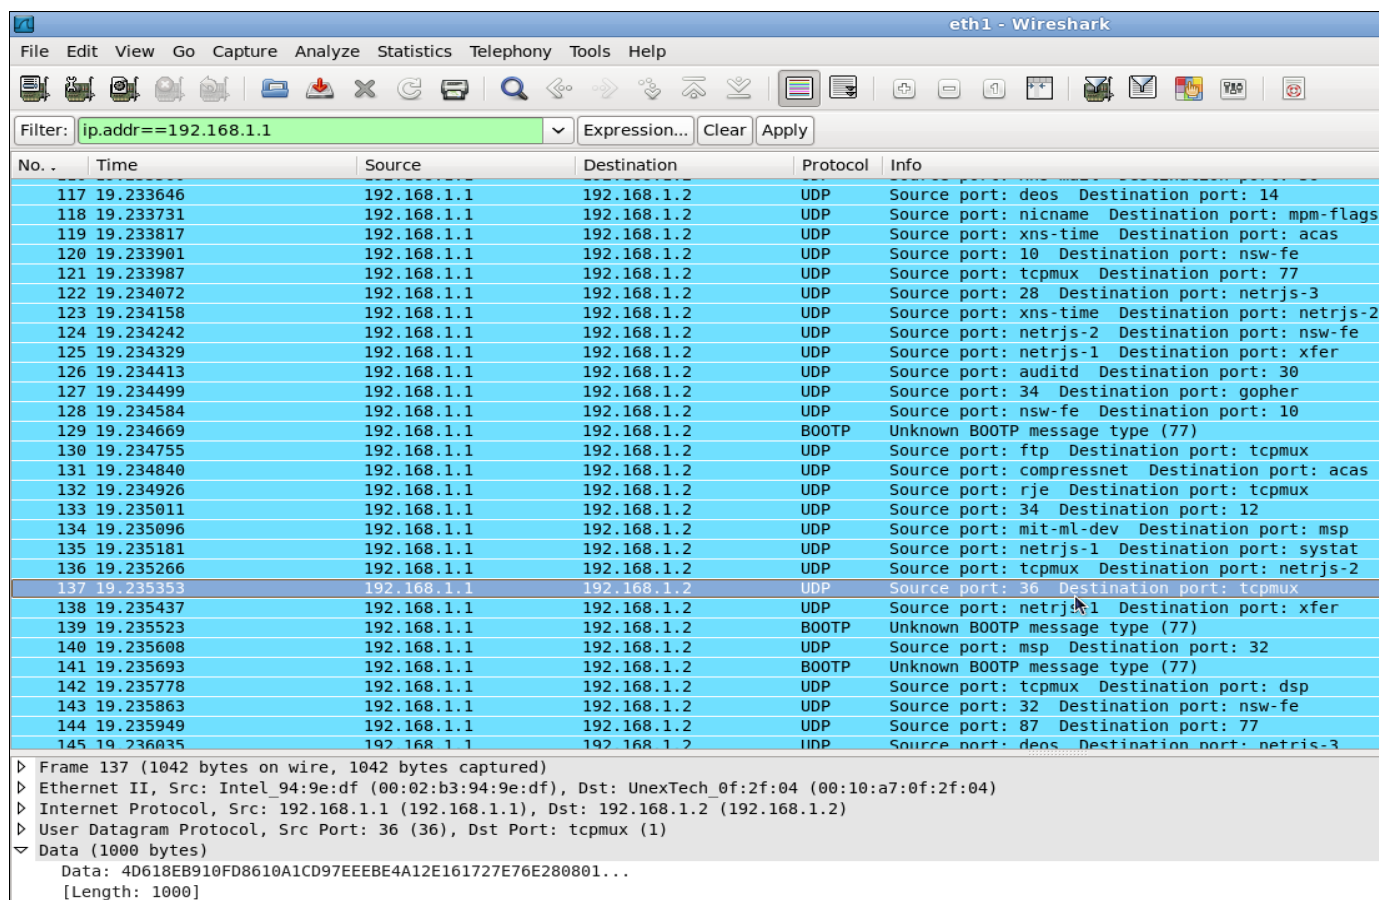 eth1 - Wireshark
File Edit View Go Capture Analyze Statistics Telephony Tools Help
Filter: ip.addr==192.168.1.1 Expression... Clear Apply
No. . Time Source Destination Protocol Info
117 19.233646 192.168.1.1 192.168.1.2 UDP Source port: deos Destination port: 14
118 19.233731 192.168.1.1 192.168.1.2 UDP Source port: nicname Destination port: mpm-flags
119 19.233817 192.168.1.1 192.168.1.2 UDP Source port: xns-time Destination port: acas
120 19.233901 192.168.1.1 192.168.1.2 UDP Source port: 10 Destination port: nsw-fe
121 19.233987 192.168.1.1 192.168.1.2 UDP Source port: tcpmux Destination port: 77
122 19.234072 192.168.1.1 192.168.1.2 UDP Source port: 28 Destination port: netrjs-3
123 19.234158 192.168.1.1 192.168.1.2 UDP Source port: xns-time Destination port: netrjs-2
124 19.234242 192.168.1.1 192.168.1.2 UDP Source port: netrjs-2 Destination port: nsw-fe
125 19.234329 192.168.1.1 192.168.1.2 UDP Source port: netrjs-1 Destination port: xfer
126 19.234413 192.168.1.1 192.168.1.2 UDP Source port: auditd Destination port: 30
127 19.234499 192.168.1.1 192.168.1.2 UDP Source port: 34 Destination port: gopher
128 19.234584 192.168.1.1 192.168.1.2 UDP Source port: nsw-fe Destination port: 10
129 19.234669 192.168.1.1 192.168.1.2 BOOTP Unknown BOOTP message type (77)
130 19.234755 192.168.1.1 192.168.1.2 UDP Source port: ftp Destination port: tcpmux
131 19.234840 192.168.1.1 192.168.1.2 UDP Source port: compressnet Destination port: acas
132 19.234926 192.168.1.1 192.168.1.2 UDP Source port: rje Destination port: tcpmux
133 19.235011 192.168.1.1 192.168.1.2 UDP Source port: 34 Destination port: 12
134 19.235096 192.168.1.1 192.168.1.2 UDP Source port: mit-ml-dev Destination port: msp
135 19.235181 192.168.1.1 192.168.1.2 UDP Source port: netrjs-1 Destination port: systat
136 19.235266 192.168.1.1 192.168.1.2 UDP Source port: tcpmux Destination port: netrjs-2
137 19.235353 192.168.1.1 192.168.1.2 UDP Source port: 36 Destination port: tcpmux
138 19.235437 192.168.1.1 192.168.1.2 UDP Source port: netrjs-1 Destination port: xfer
139 19.235523 192.168.1.1 192.168.1.2 BOOTP Unknown BOOTP message type (77)
140 19.235608 192.168.1.1 192.168.1.2 UDP Source port: msp Destination port: 32
141 19.235693 192.168.1.1 192.168.1.2 BOOTP Unknown BOOTP message type (77)
142 19.235778 192.168.1.1 192.168.1.2 UDP Source port: tcpmux Destination port: dsp
143 19.235863 192.168.1.1 192.168.1.2 UDP Source port: 32 Destination port: nsw-fe
144 19.235949 192.168.1.1 192.168.1.2 UDP Source port: 87 Destination port: 77
145 19.236035 192.168.1.1 192.168.1.2 UDP Source port: deos Destination port: netrjs-3
Frame 137 (1042 bytes on wire, 1042 bytes captured)
Ethernet II, Src: Intel_94:9e:df (00:02:b3:94:9e:df), Dst: UnexTech_0f:2f:04 (00:10:a7:0f:2f:04)
Internet Protocol, Src: 192.168.1.1 (192.168.1.1), Dst: 192.168.1.2 (192.168.1.2)
User Datagram Protocol, Src Port: 36 (36), Dst Port: tcpmux (1)
Data (1000 bytes)
Data: 4D618EB910FD8610A1CD97EEEBE4A12E161727E76E280801...
[Length: 1000]